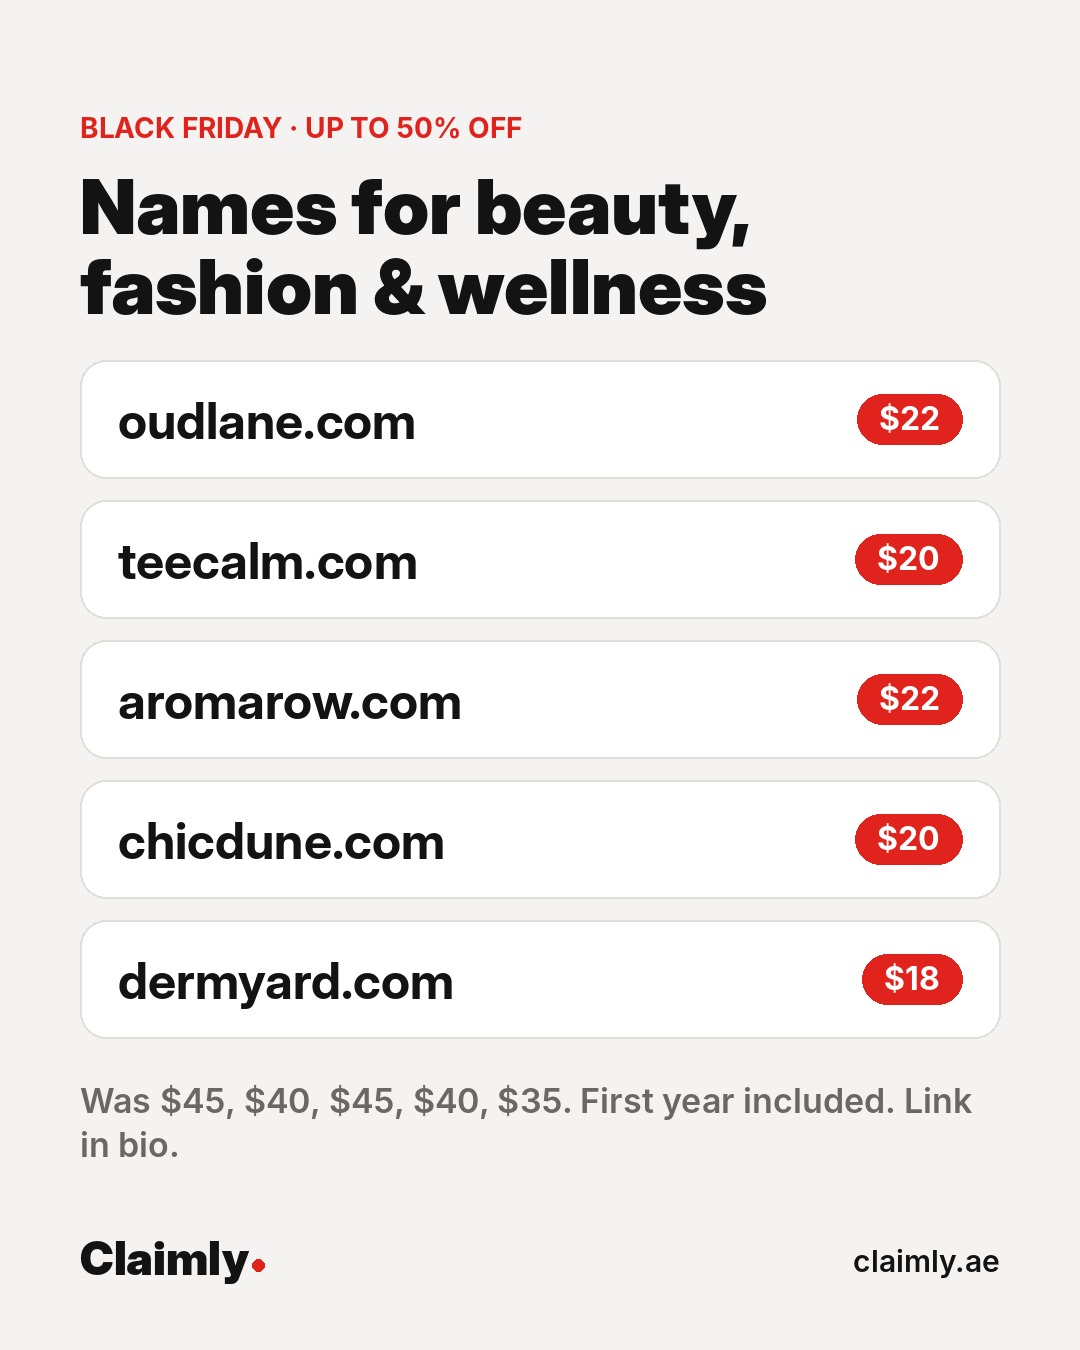 BLACK FRIDAY · UP TO 50% OFF
Names for beauty,
fashion & wellness
oudlane.com $22
teecalm.com $20
aromarow.com $22
chicdune.com $20
dermyard.com $18
Was $45, $40, $45, $40, $35. First year included. Link
in bio.
Claimly. claimly.ae